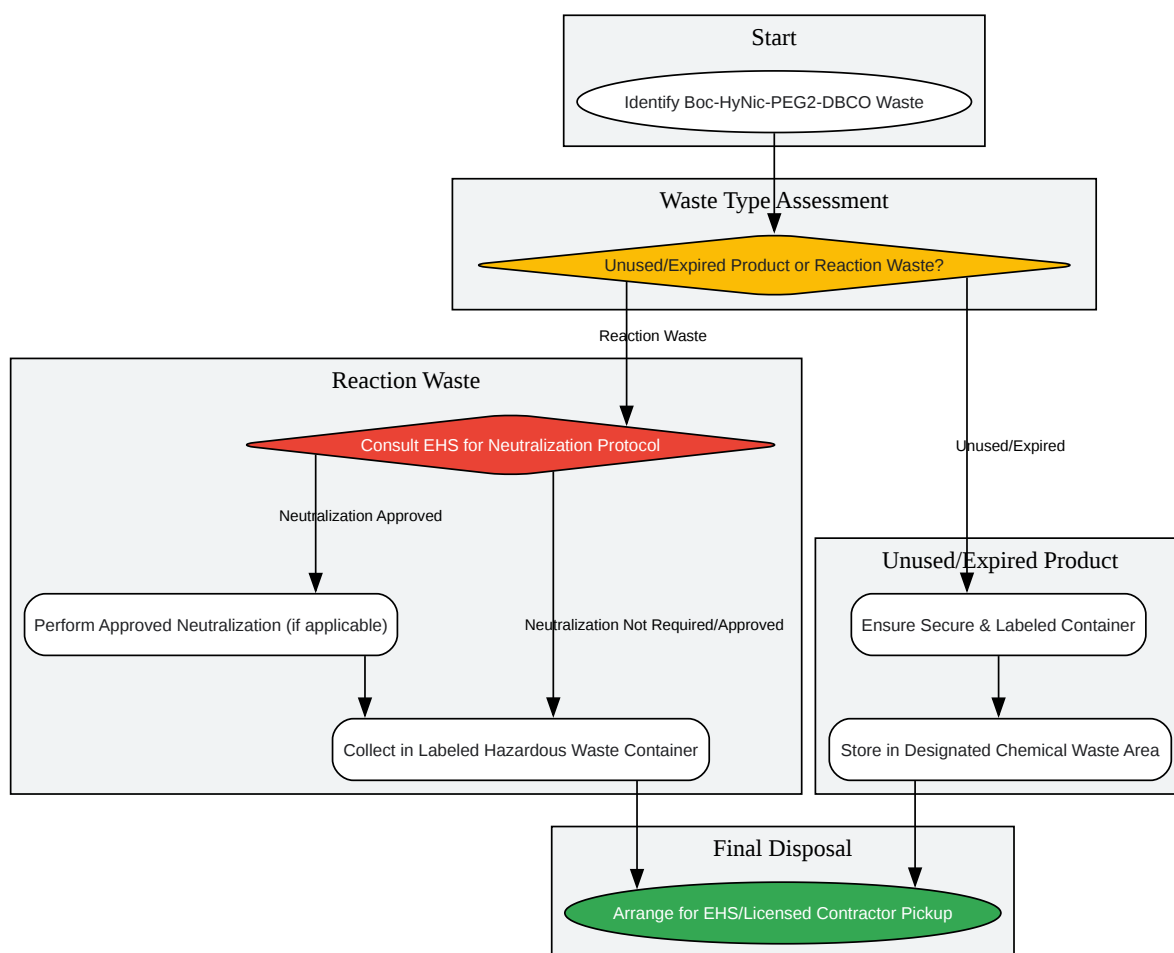 Start
Identify Boc-HyNic-PEG2-DBCO Waste
Waste Type Assessment
Unused/Expired Product or Reaction Waste?
Reaction Waste
Reaction Waste
Consult EHS for Neutralization Protocol
Unused/Expired
Neutralization Approved
Unused/Expired Product
Perform Approved Neutralization (if applicable)
Neutralization Not Required/Approved
Ensure Secure & Labeled Container
Collect in Labeled Hazardous Waste Container
Store in Designated Chemical Waste Area
Final Disposal
Arrange for EHS/Licensed Contractor Pickup